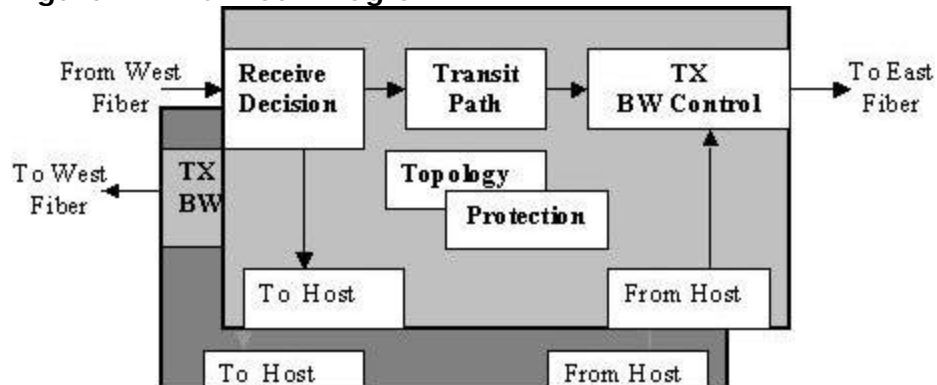 From West
Fiber
Receive
Decision
Transit
Path
TX
BW Control
To East
Fiber
To West
Fiber
TX
BW
Topology
Protection
To Host
From Host
To Host
From Host